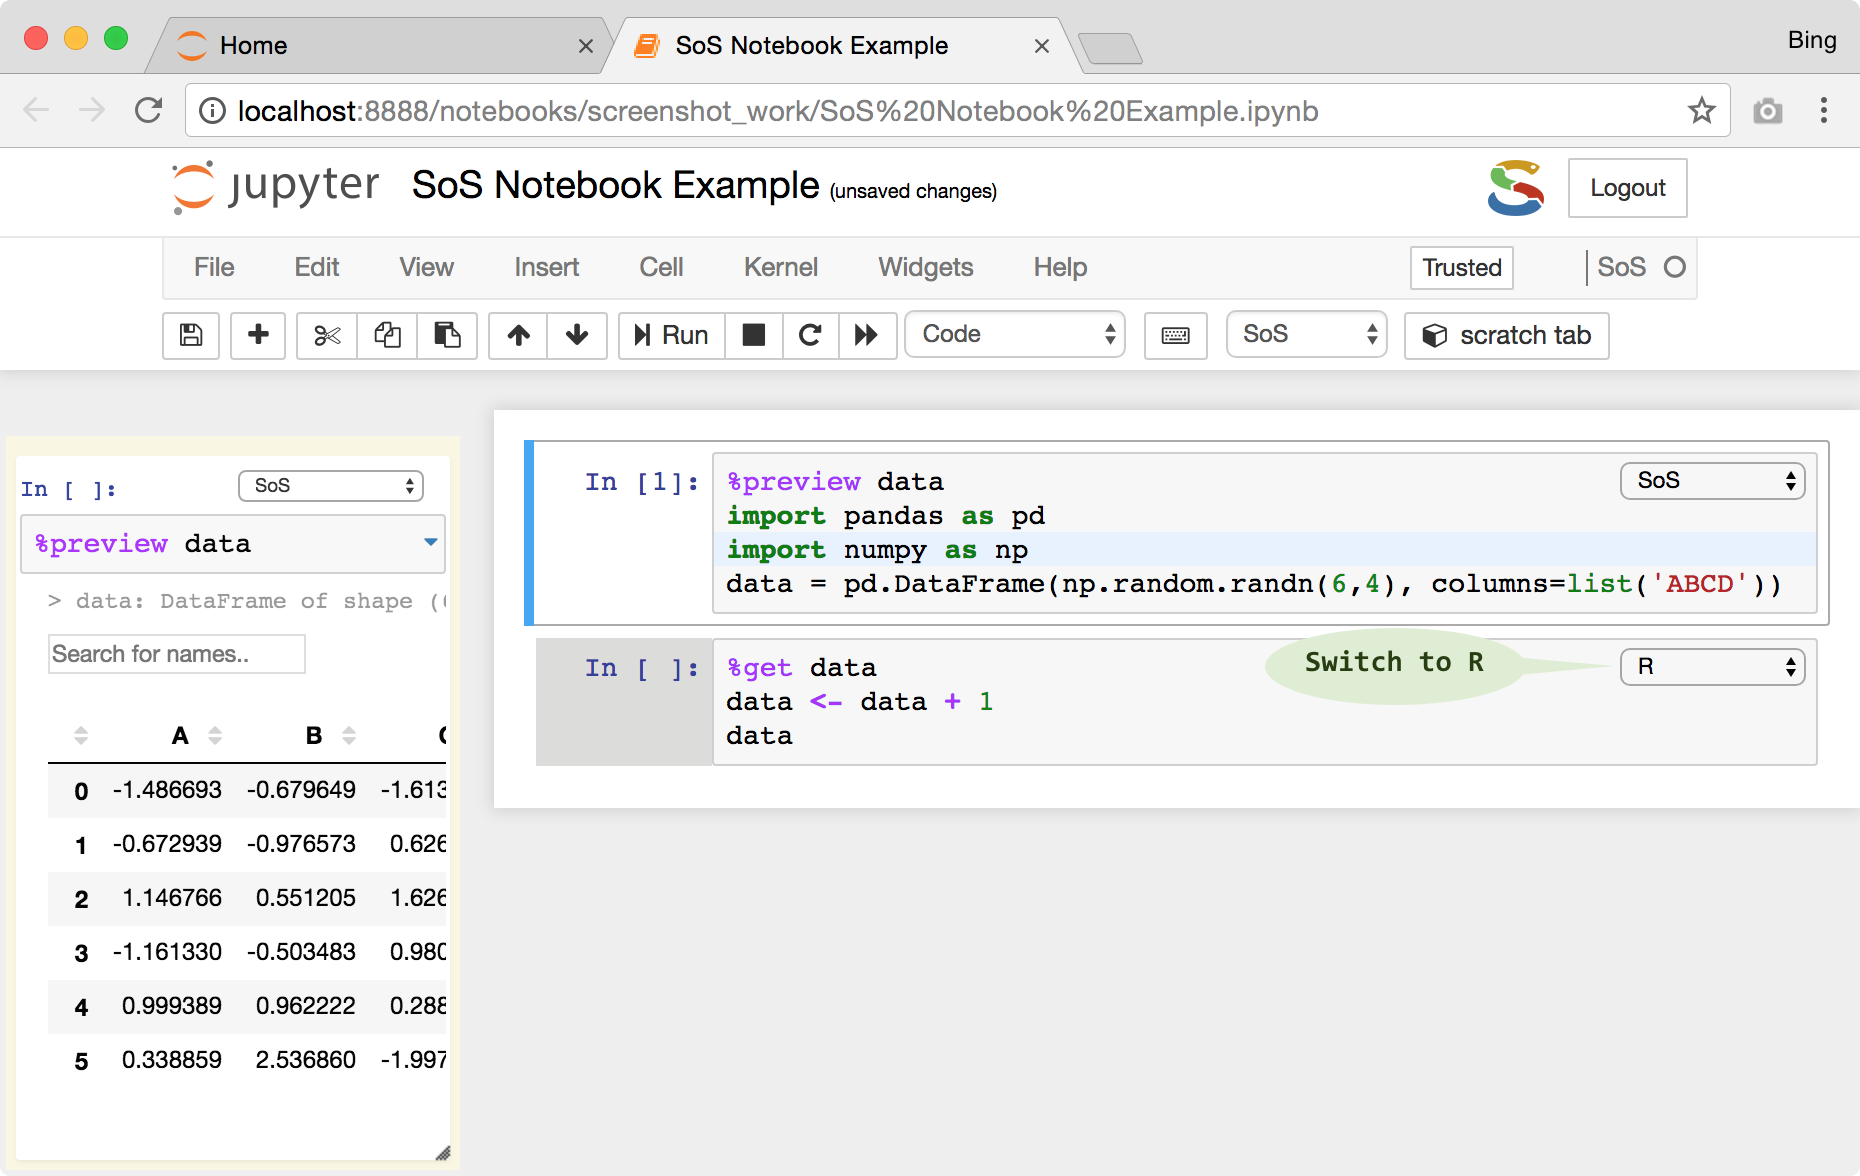 Home
SoS Notebook Example
Bing
localhost:8888/notebooks/screenshot_work/SoS%20Notebook%20Example.ipynb
jupyter SoS Notebook Example (unsaved changes)
Logout
File Edit View Insert Cell Kernel Widgets Help
Trusted
SoS
Run
Code
SoS
scratch tab
In [ ]:
SoS
%preview data
> data: DataFrame of shape (
Search for names..
A B
0 -1.486693 -0.679649 -1.613
1 -0.672939 -0.976573 0.626
2 1.146766 0.551205 1.626
3 -1.161330 -0.503483 0.980
4 0.999389 0.962222 0.288
5 0.338859 2.536860 -1.997
In [1]:
%preview data
SoS
import pandas as pd
import numpy as np
data = pd.DataFrame(np.random.randn(6,4), columns=list('ABCD'))
In [ ]:
%get data
Switch to R
R
data <- data + 1
data